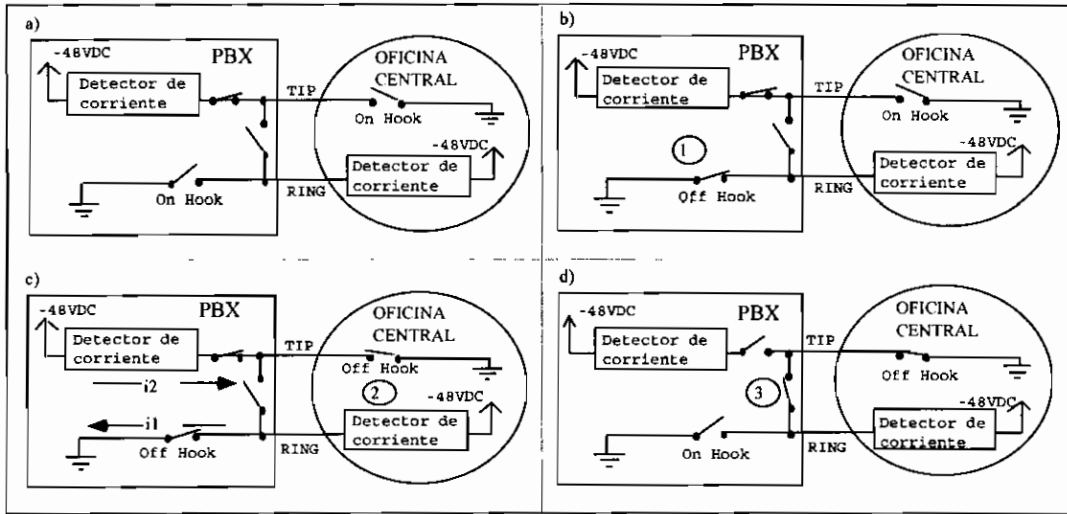 a)
-48VDC
PBX
Detector de
corriente
TIP
OFICINA
CENTRAL
On Hook
-48VDC
Detector de
corriente
RING
On Hook
b)
-48VDC
PBX
Detector de
corriente
TIP
OFICINA
CENTRAL
On Hook
-48VDC
1
Detector de
corriente
RING
Off Hook
c)
-48VDC
PBX
Detector de
corriente
TIP
OFICINA
CENTRAL
Off Hook
i2
2
-48VDC
i1
Detector de
corriente
RING
Off Hook
d)
-48VDC
PBX
Detector de
corriente
TIP
OFICINA
CENTRAL
Off Hook
3
-48VDC
Detector de
corriente
RING
On Hook